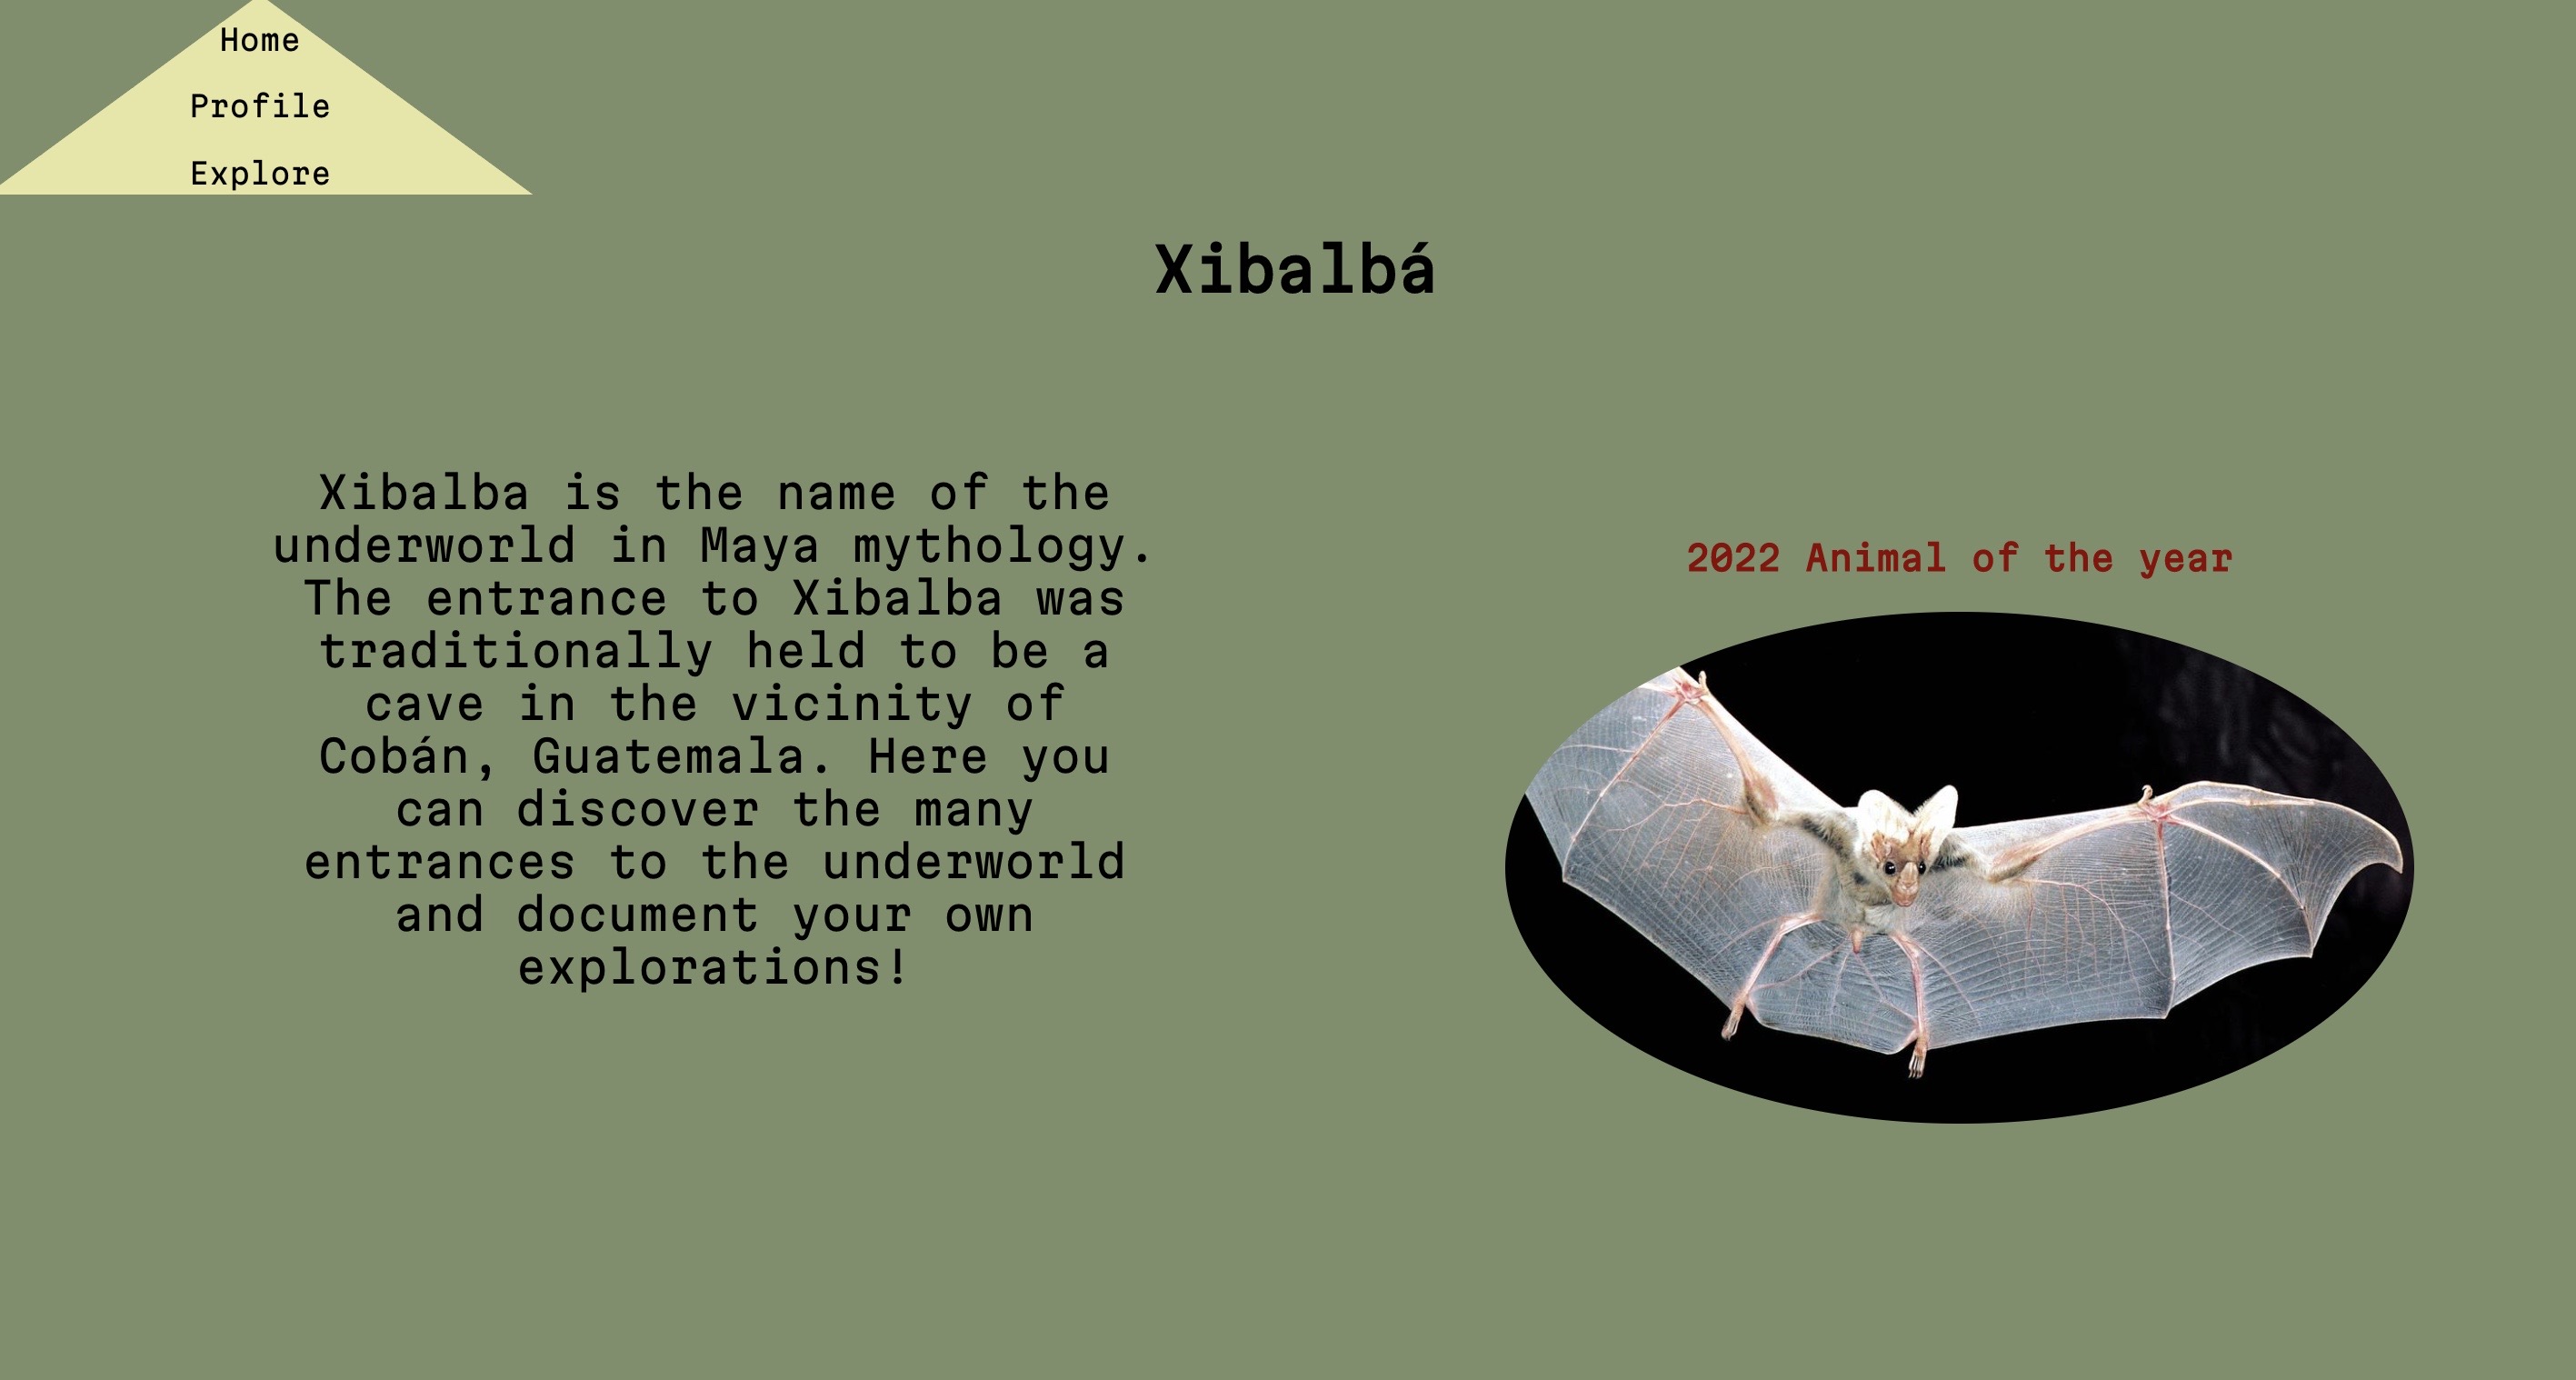 Home
Profile
Explore
Xibalbá
Xibalba is the name of the
underworld in Maya mythology.
The entrance to Xibalba was
traditionally held to be a
cave in the vicinity of
Cobán, Guatemala. Here you
can discover the many
entrances to the underworld
and document your own
explorations!
2022 Animal of the year